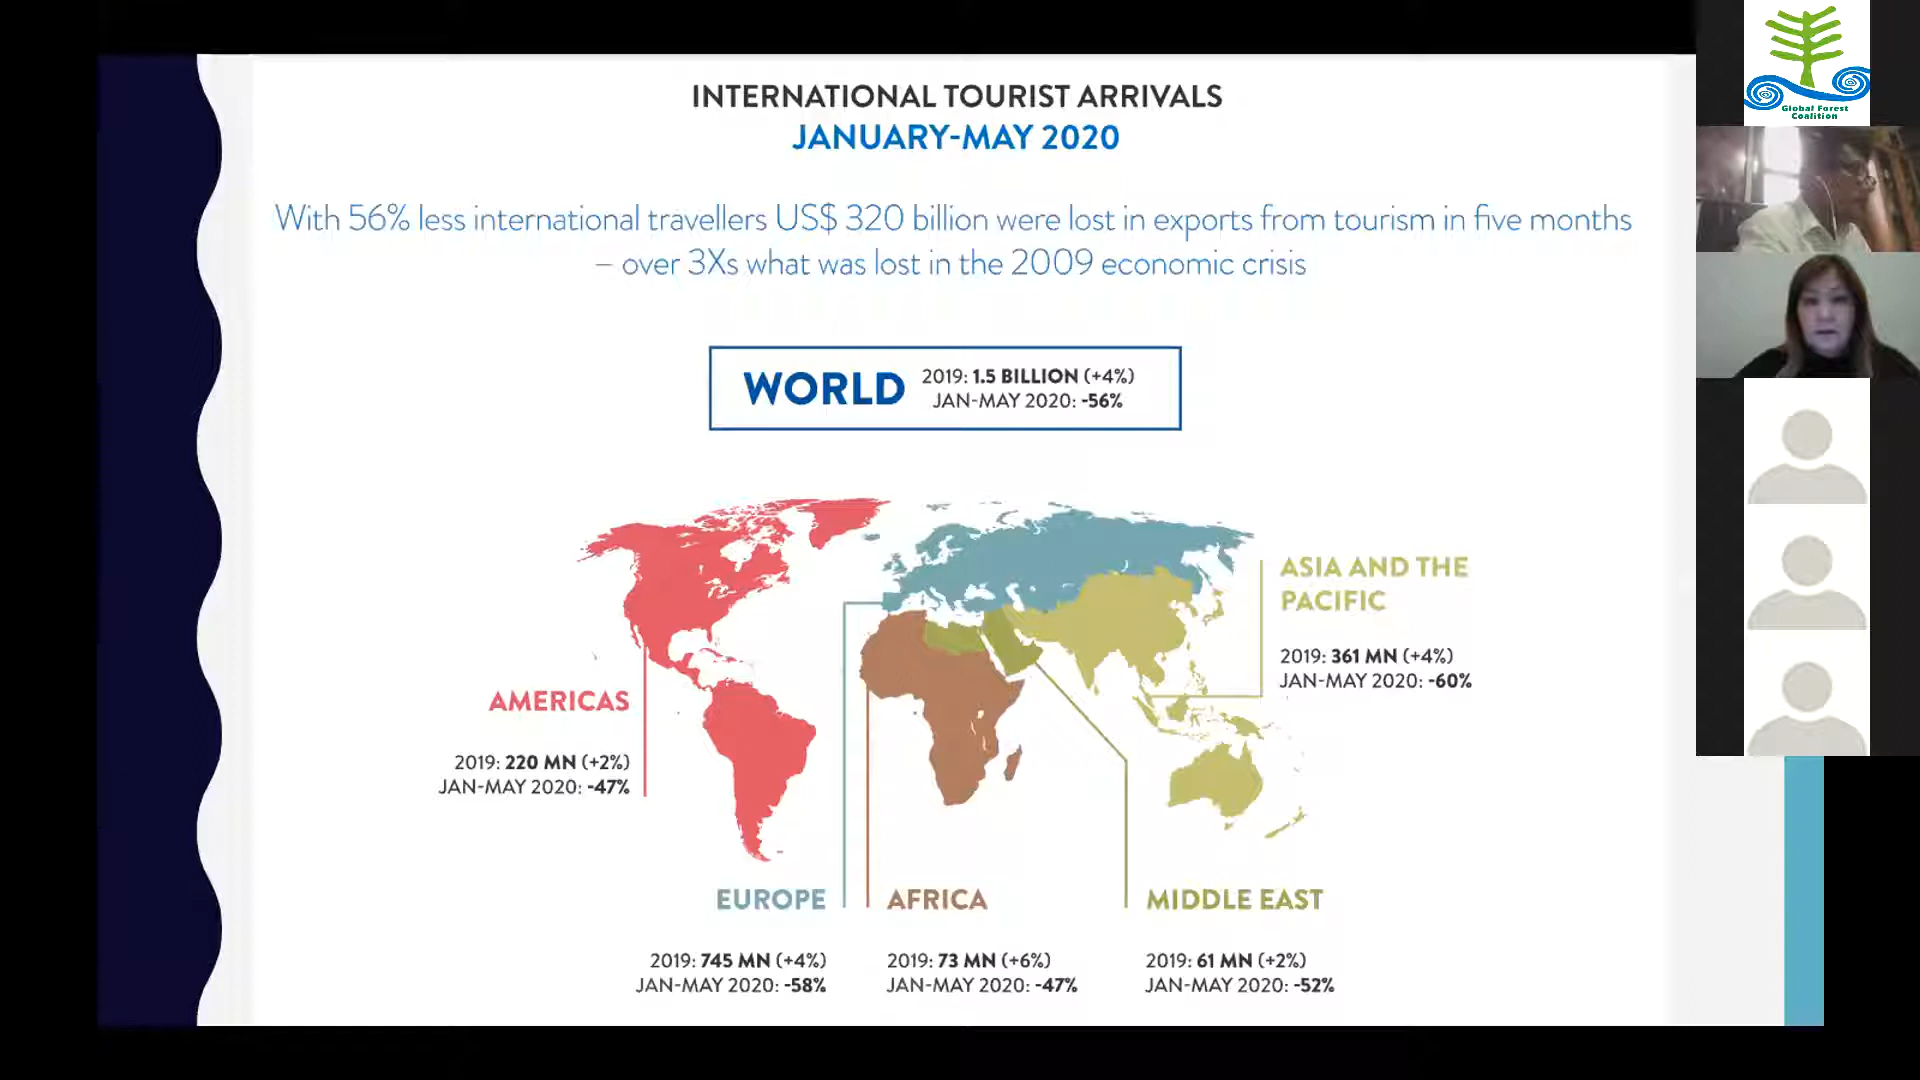 INTERNATIONAL TOURIST ARRIVALS
JANUARY-MAY 2020
With 56% less international travellers US$ 320 billion were lost in exports from tourism in five months
– over 3Xs what was lost in the 2009 economic crisis
WORLD
2019: 1.5 BILLION (+4%)
JAN-MAY 2020: -56%
ASIA AND THE
PACIFIC
2019: 361 MN (+4%)
JAN-MAY 2020: -60%
AMERICAS
2019: 220 MN (+2%)
JAN-MAY 2020: -47%
EUROPE
2019: 745 MN (+4%)
JAN-MAY 2020: -58%
AFRICA
2019: 73 MN (+6%)
JAN-MAY 2020: -47%
MIDDLE EAST
2019: 61 MN (+2%)
JAN-MAY 2020: -52%
Global Forest
Coalition